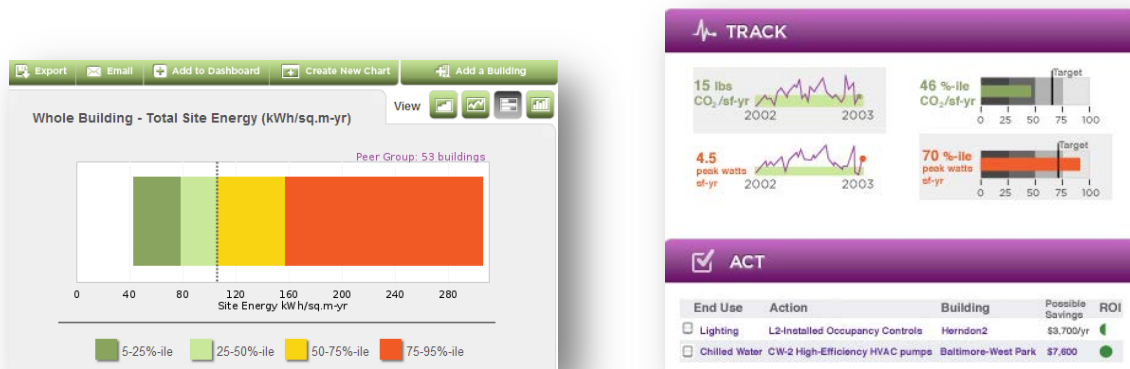 Export Email Add to Dashboard Create New Chart Add a Building
View
Whole Building - Total Site Energy (kWh/sq.m-yr)
Peer Group: 53 buildings
0 40 80 120 160 200 240 280
Site Energy kWh/sq.m-yr
5-25%-ile 25-50%-ile 50-75%-ile 75-95%-ile
TRACK
15 lbs
CO₂/sf-yr
2002 2003
46 %-ile
CO₂/sf-yr
Target
0 25 50 75 100
4.5
peak watts
sf-yr
2002 2003
70 %-ile
peak watts
sf-yr
Target
0 25 50 75 100
ACT
End Use Action Building Possible Savings ROI
Lighting L2-Installed Occupancy Controls Herndon2 $3,700/yr
Chilled Water CW-2 High-Efficiency HVAC pumps Baltimore-West Park $7,600